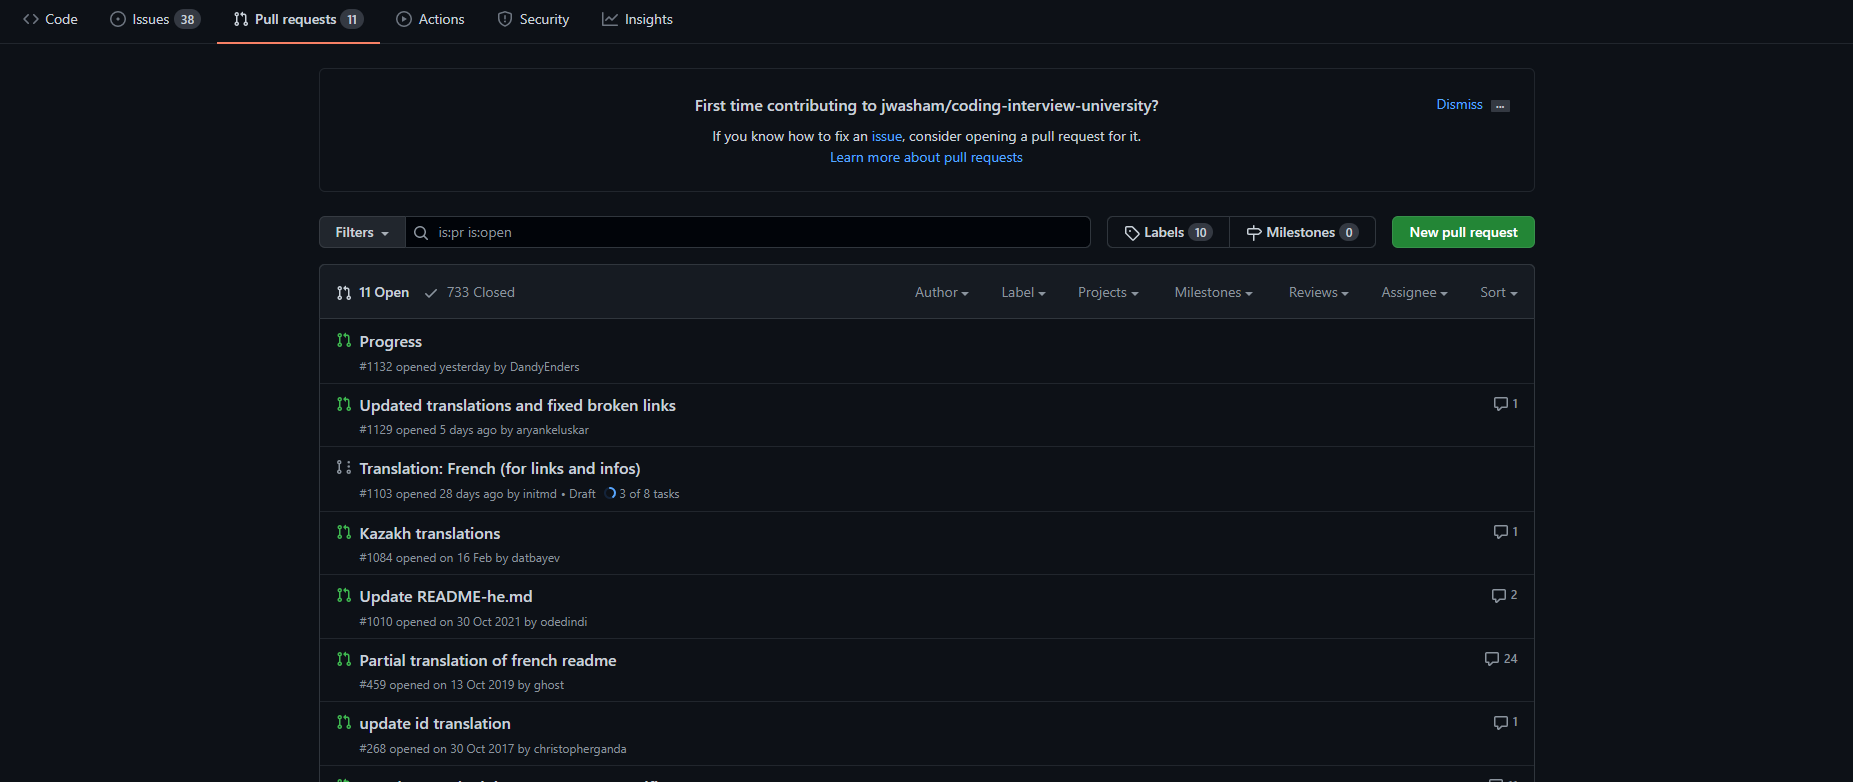 Code Issues 38 Pull requests 11 Actions Security Insights
First time contributing to jwasham/coding-interview-university?
Dismiss ...
If you know how to fix an issue, consider opening a pull request for it.
Learn more about pull requests
Filters is:pr is:open Labels 10 Milestones 0 New pull request
11 Open 733 Closed Author Label Projects Milestones Reviews Assignee Sort
Progress
#1132 opened yesterday by DandyEnders
Updated translations and fixed broken links 1
#1129 opened 5 days ago by aryankeluskar
Translation: French (for links and infos)
#1103 opened 28 days ago by initmd • Draft 3 of 8 tasks
Kazakh translations 1
#1084 opened on 16 Feb by datbayev
Update README-he.md 2
#1010 opened on 30 Oct 2021 by odedindi
Partial translation of french readme 24
#459 opened on 13 Oct 2019 by ghost
update id translation 1
#268 opened on 30 Oct 2017 by christopherganda